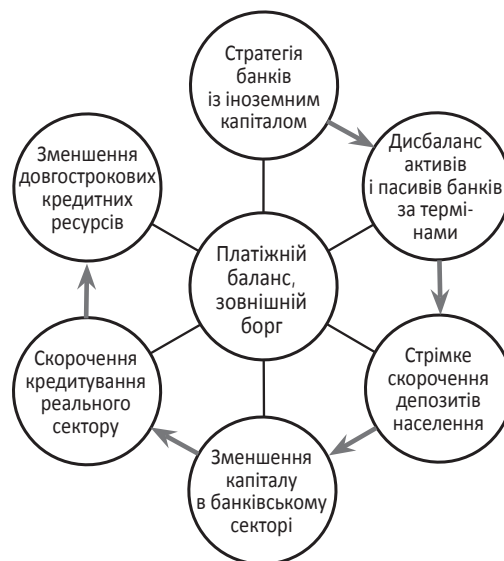 Стратегія
банків
із іноземним
капіталом
Дисбаланс
активів
і пасивів банків
за термі-
нами
Стрімке
скорочення
депозитів
населення
Зменшення
капіталу
в банківському
секторі
Скорочення
кредитування
реального
сектору
Зменшення
довгострокових
кредитних
ресурсів
Платіжній
баланс,
зовнішній
борг